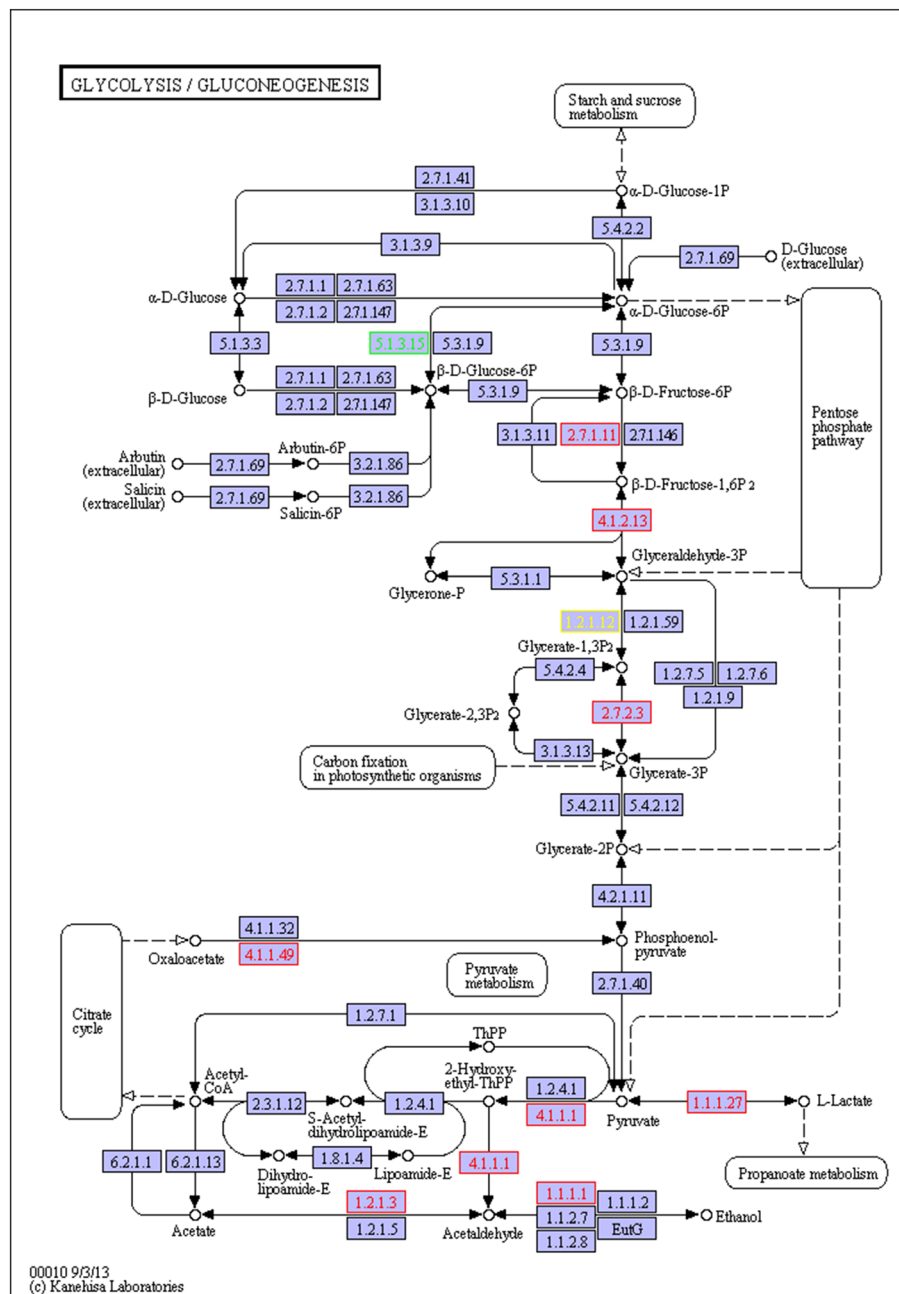 GLYCOLYSIS / GLUCONEOGENESIS
Starch and sucrose
metabolism
2.7.1.41
3.1.3.10
α-D-Glucose-1P
5.4.2.2
3.1.3.9
2.7.1.69
D-Glucose
(extracellular)
α-D-Glucose
2.7.1.1
2.7.1.63
2.7.1.2
2.7.1.147
α-D-Glucose-6P
5.1.3.3
5.1.3.15
5.3.1.9
5.3.1.9
β-D-Glucose
2.7.1.1
2.7.1.63
2.7.1.2
2.7.1.147
β-D-Glucose-6P
5.3.1.9
β-D-Fructose-6P
Pentose
phosphate
pathway
3.1.3.11
2.7.1.11
2.7.1.146
Arbutin
(extracellular)
2.7.1.69
Arbutin-6P
3.2.1.86
Salicin
(extracellular)
2.7.1.69
Salicin-6P
3.2.1.86
β-D-Fructose-1,6P2
4.1.2.13
Glyceraldehyde-3P
Glycerone-P
5.3.1.1
1.2.1.12
1.2.1.59
Glycerate-1,3P2
5.4.2.4
1.2.7.5
1.2.7.6
1.2.1.9
Glycerate-2,3P2
2.7.2.3
3.1.3.13
Carbon fixation
in photosynthetic organisms
Glycerate-3P
5.4.2.11
5.4.2.12
Glycerate-2P
4.2.1.11
4.1.1.32
Oxaloacetate
4.1.1.49
Phosphoenol-
pyruvate
Pyruvate
metabolism
2.7.1.40
Citrate
cycle
1.2.7.1
ThPP
Acetyl-
CoA
2-Hydroxy-
ethyl-ThPP
1.2.4.1
2.3.1.12
S-Acetyl-
dihydrolipoamide-E
1.2.4.1
4.1.1.1
Pyruvate
1.1.1.27
L-Lactate
6.2.1.1
6.2.1.13
Dihydro-
lipoamide-E
1.8.1.4
Lipoamide-E
4.1.1.1
Propanoate metabolism
Acetate
1.2.1.3
1.2.1.5
Acetaldehyde
1.1.1.1
1.1.2.7
1.1.2.8
1.1.1.2
EutG
Ethanol
00010 9/3/13
(c) Kanehisa Laboratories